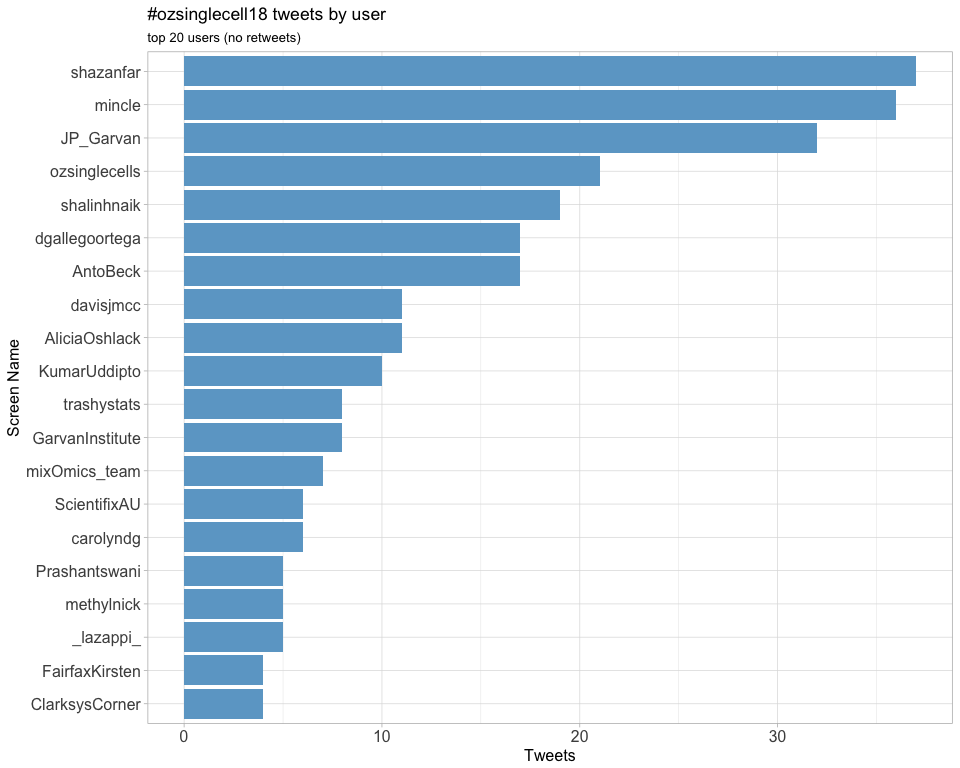 #ozsinglecell18 tweets by user
top 20 users (no retweets)
Screen Name
shazanfar
mincle
JP_Garvan
ozsinglecells
shalinhnaik
dgallegoortega
AntoBeck
davisjmcc
AliciaOshlack
KumarUddipto
trashystats
GarvanInstitute
mixOmics_team
ScientifixAU
carolyndg
Prashantswani
methylnick
_lazappi_
FairfaxKirsten
ClarksysCorner
0 10 20 30
Tweets